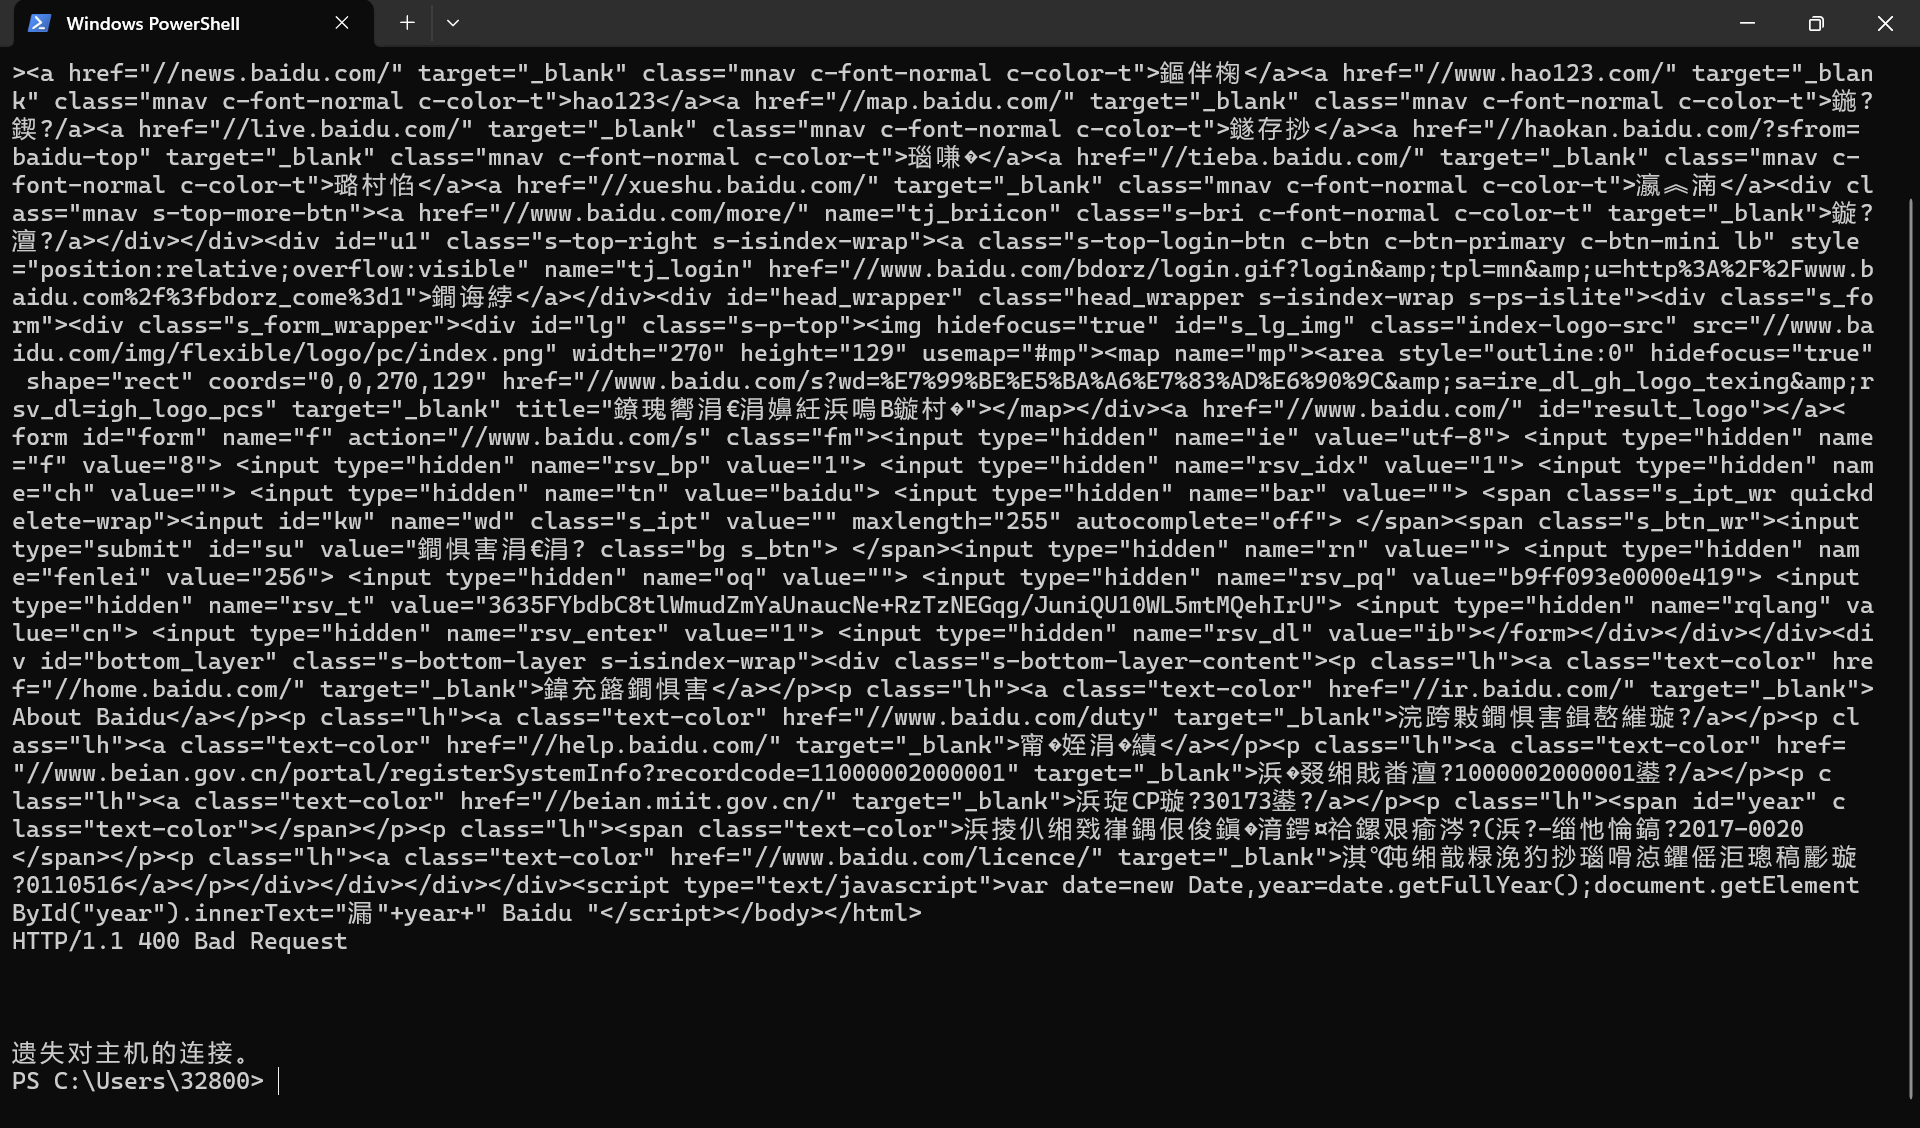 Windows PowerShell
><a href="//news.baidu.com/" target="_blank" class="mnav c-font-normal c-color-t">鏂伴椈</a><a href="//www.hao123.com/" target="_blan
k" class="mnav c-font-normal c-color-t">hao123</a><a href="//map.baidu.com/" target="_blank" class="mnav c-font-normal c-color-t">鍦?
鍥?/a><a href="//live.baidu.com/" target="_blank" class="mnav c-font-normal c-color-t">鐩存挱</a><a href="//haokan.baidu.com/?sfrom=
baidu-top" target="_blank" class="mnav c-font-normal c-color-t">瑙嗛�</a><a href="//tieba.baidu.com/" target="_blank" class="mnav c-
font-normal c-color-t">璐村惂</a><a href="//xueshu.baidu.com/" target="_blank" class="mnav c-font-normal c-color-t">瀛︽湳</a><div cl
ass="mnav s-top-more-btn"><a href="//www.baidu.com/more/" name="tj_briicon" class="s-bri c-font-normal c-color-t" target="_blank">鏇?
澶?/a></div></div><div id="u1" class="s-top-right s-isindex-wrap"><a class="s-top-login-btn c-btn c-btn-primary c-btn-mini lb" style
="position:relative;overflow:visible" name="tj_login" href="//www.baidu.com/bdorz/login.gif?login&amp;tpl=mn&amp;u=http%3A%2F%2Fwww.b
aidu.com%2f%3fbdorz_come%3d1">鐧诲綍</a></div><div id="head_wrapper" class="head_wrapper s-isindex-wrap s-ps-islite"><div class="s_fo
rm"><div class="s_form_wrapper"><div id="lg" class="s-p-top"><img hidefocus="true" id="s_lg_img" class="index-logo-src" src="//www.ba
idu.com/img/flexible/logo/pc/index.png" width="270" height="129" usemap="#mp"><map name="mp"><area style="outline:0" hidefocus="true"
 shape="rect" coords="0,0,270,129" href="//www.baidu.com/s?wd=%E7%99%BE%E5%BA%A6%E7%83%AD%E6%90%9C&amp;sa=ire_dl_gh_logo_texing&amp;r
sv_dl=igh_logo_pcs" target="_blank" title="鐐瑰嚮涓€涓嬶紝浜嗚В鏇村�"></map></div><a href="//www.baidu.com/" id="result_logo"></a><
form id="form" name="f" action="//www.baidu.com/s" class="fm"><input type="hidden" name="ie" value="utf-8"> <input type="hidden" name
="f" value="8"> <input type="hidden" name="rsv_bp" value="1"> <input type="hidden" name="rsv_idx" value="1"> <input type="hidden" nam
e="ch" value=""> <input type="hidden" name="tn" value="baidu"> <input type="hidden" name="bar" value=""> <span class="s_ipt_wr quickd
elete-wrap"><input id="kw" name="wd" class="s_ipt" value="" maxlength="255" autocomplete="off"> </span><span class="s_btn_wr"><input
type="submit" id="su" value="鐧惧害涓€涓? class="bg s_btn"> </span><input type="hidden" name="rn" value=""> <input type="hidden" nam
e="fenlei" value="256"> <input type="hidden" name="oq" value=""> <input type="hidden" name="rsv_pq" value="b9ff093e0000e419"> <input
type="hidden" name="rsv_t" value="3635FYbdbC8tlWmudZmYaUnaucNe+RzTzNEGqg/JuniQU10WL5mtMQehIrU"> <input type="hidden" name="rqlang" va
lue="cn"> <input type="hidden" name="rsv_enter" value="1"> <input type="hidden" name="rsv_dl" value="ib"></form></div></div></div><di
v id="bottom_layer" class="s-bottom-layer s-isindex-wrap"><div class="s-bottom-layer-content"><p class="lh"><a class="text-color" hre
f="//home.baidu.com/" target="_blank">鍏充簬鐧惧害</a></p><p class="lh"><a class="text-color" href="//ir.baidu.com/" target="_blank">
About Baidu</a></p><p class="lh"><a class="text-color" href="//www.baidu.com/duty" target="_blank">浣跨敤鐧惧害鍓嶅繀璇?/a></p><p cl
ass="lh"><a class="text-color" href="//help.baidu.com/" target="_blank">甯�姪涓�績</a></p><p class="lh"><a class="text-color" href=
"//www.beian.gov.cn/portal/registerSystemInfo?recordcode=11000002000001" target="_blank">浜�叕缃戝畨澶?1000002000001鍙?/a></p><p c
lass="lh"><a class="text-color" href="//beian.miit.gov.cn/" target="_blank">浜琁CP璇?30173鍙?/a></p><p class="lh"><span id="year" c
lass="text-color"></span></p><p class="lh"><span class="text-color">浜掕仈缃戣嵂鍝佷俊鎭�湇鍔¤祫鏍艰瘉涔?(浜?-缁忚惀鎬?2017-0020
</span></p><p class="lh"><a class="text-color" href="//www.baidu.com/licence/" target="_blank">淇℃伅缃戠粶浼犳挱瑙嗗惉鑺傜洰璁稿彲璇
?0110516</a></p></div></div></div></div><script type="text/javascript">var date=new Date,year=date.getFullYear();document.getElement
ById("year").innerText="漏"+year+" Baidu "</script></body></html>
HTTP/1.1 400 Bad Request
遗失对主机的连接。
PS C:\Users\32800>